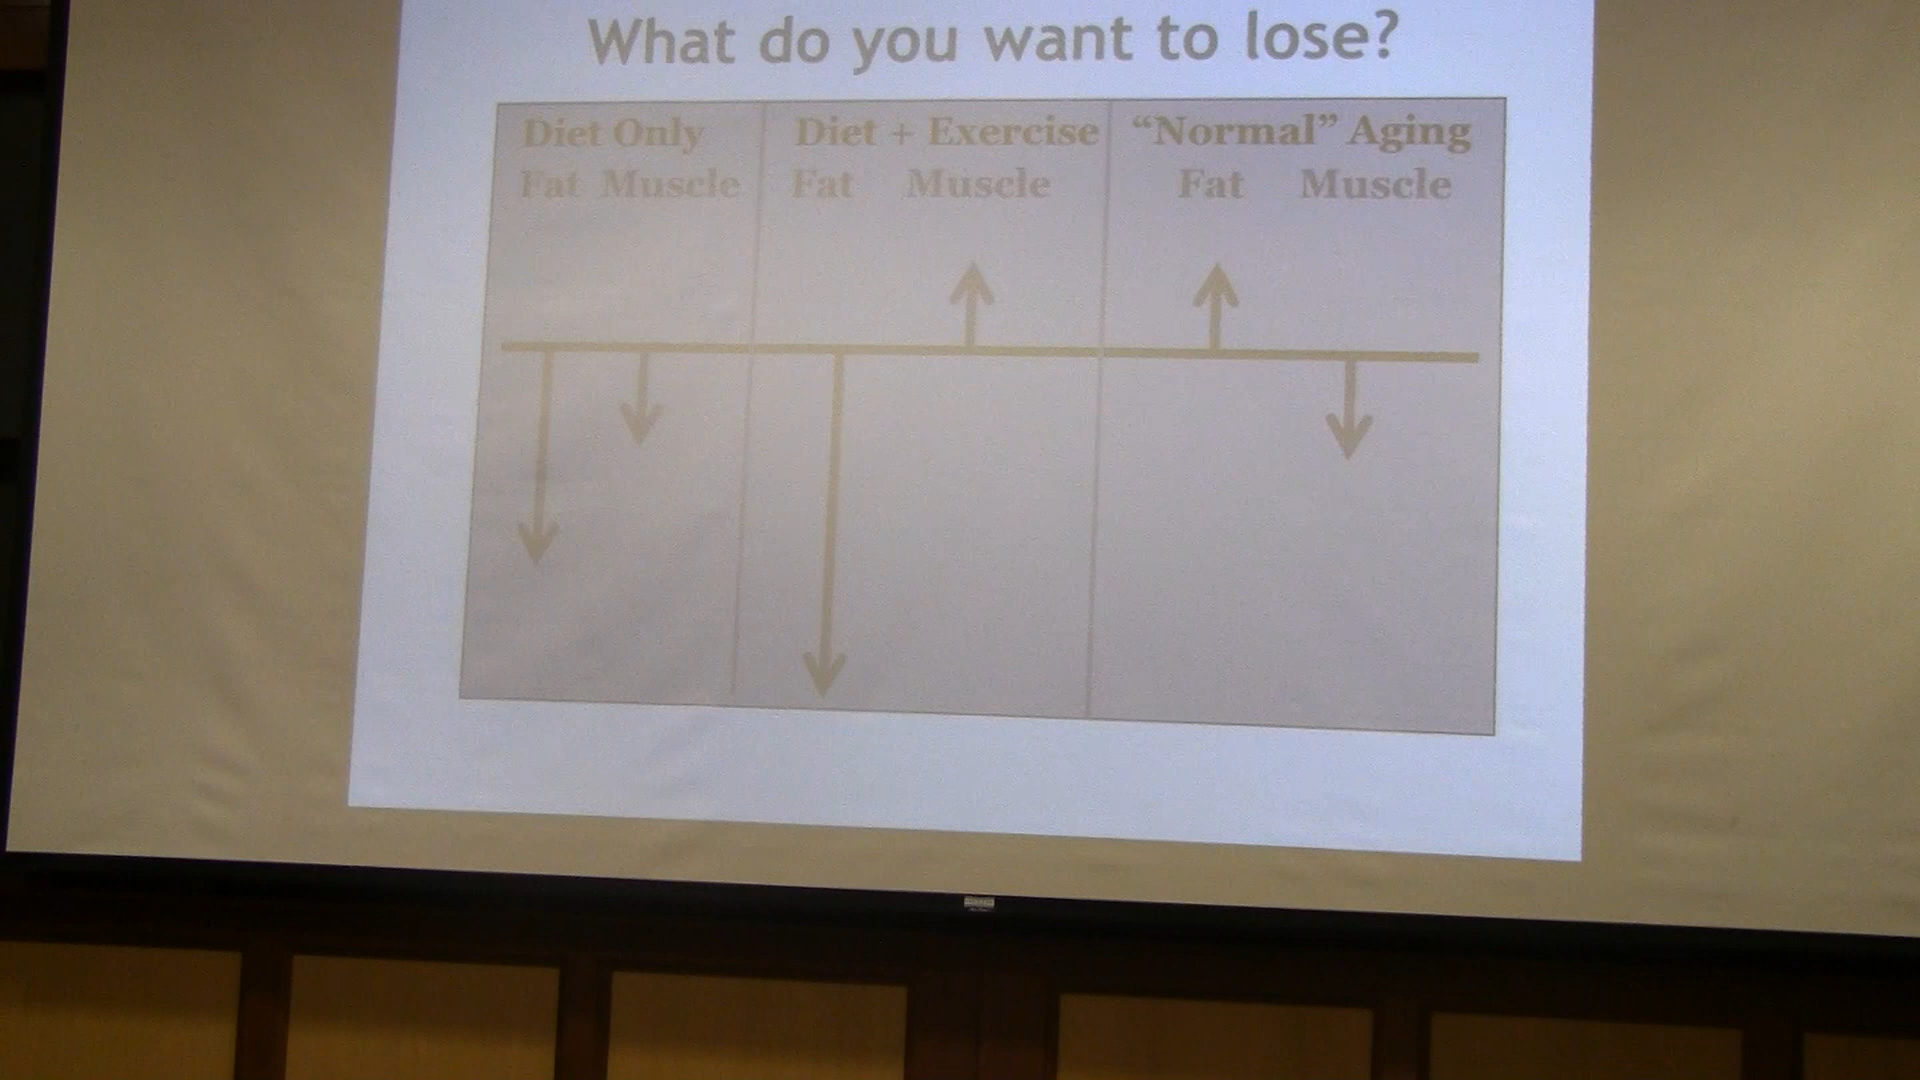 What do you want to lose?
Diet Only
Fat Muscle
Diet + Exercise
Fat Muscle
“Normal” Aging
Fat Muscle